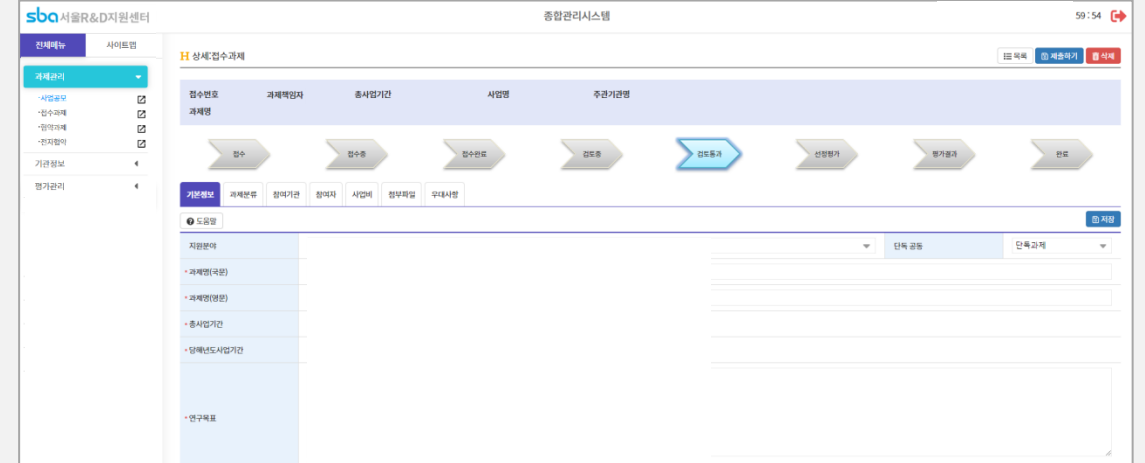 sba 서울R&D지원센터
종합관리시스템
59:54
전체메뉴 사이트맵
과제관리
-사업공모
-접수과제
-협약과제
-전자협약
기관정보
평가관리
상세:접수과제
목록 제출하기 삭제
접수번호 과제책임자 총사업기간 사업명 주관기관명
과제명
접수 접수중 접수완료 검토중 검토통과 선정평가 평가결과 완료
기본정보 과제분류 참여기관 참여자 사업비 첨부파일 우대사항
도움말 저장
지원분야 단독 공동 단독과제
* 과제명(국문)
* 과제명(영문)
* 총사업기간
* 당해년도사업기간
* 연구목표